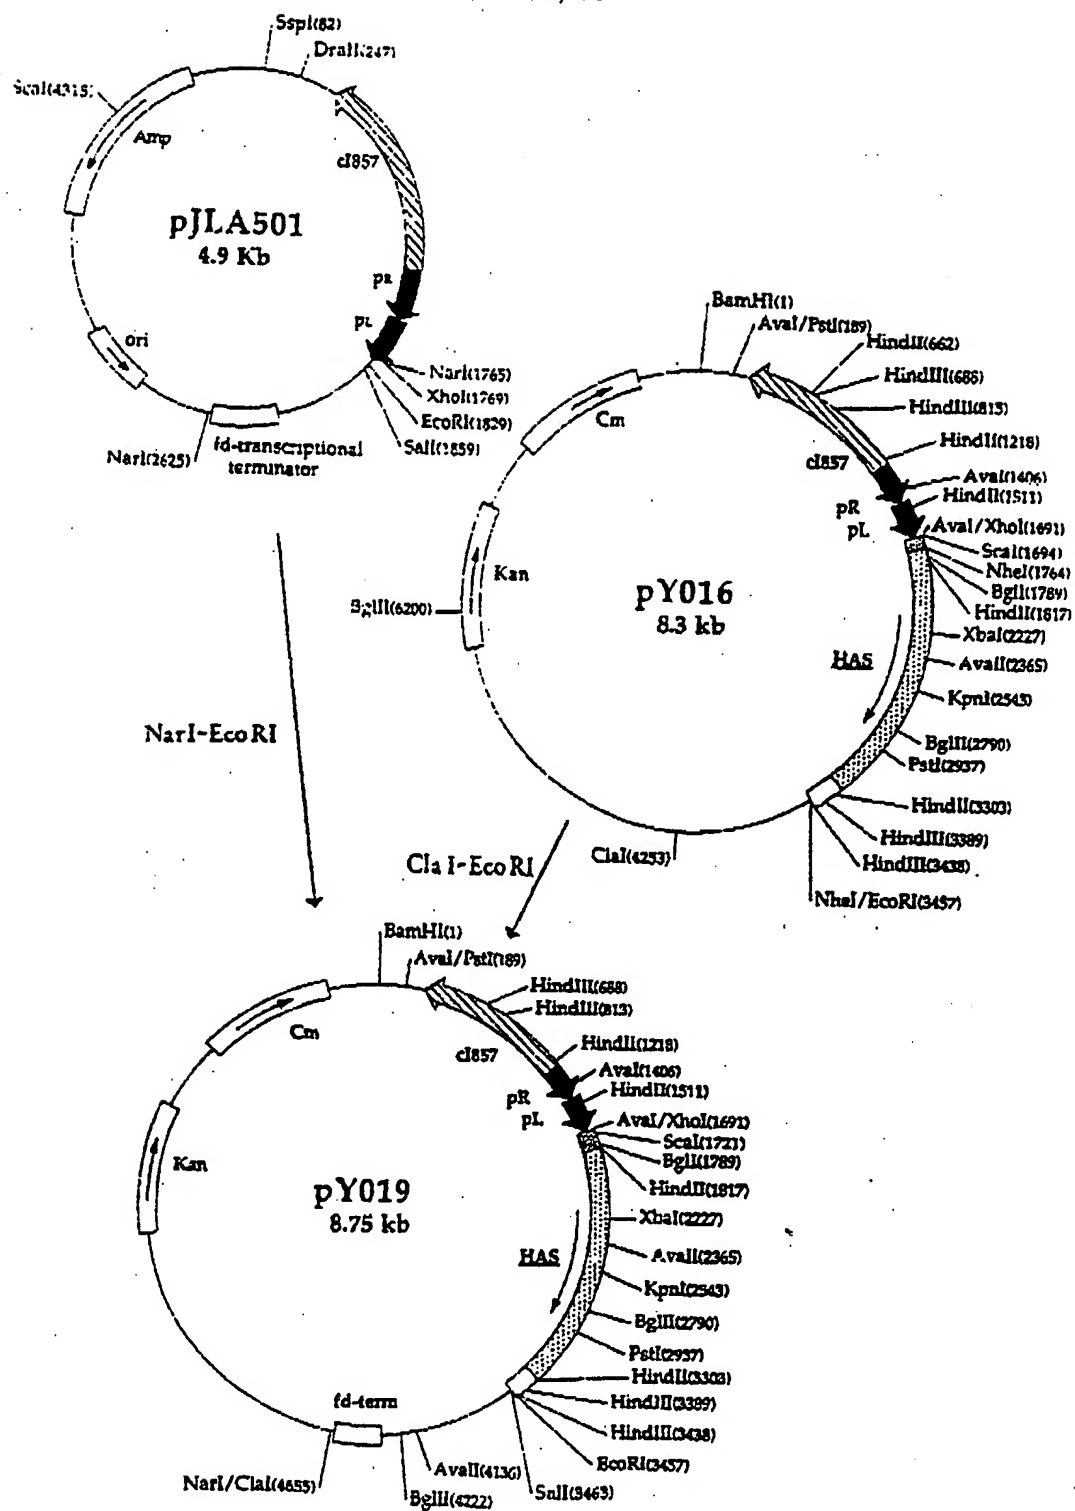 SspI(82)
DraII(247)
ScaI(4315)
Amp
cI857
pJLA501
4.9 Kb
pR
pL
ori
NarI(1765)
XhoI(1769)
EcoRI(1829)
SalI(1859)
fd-transcriptional
terminator
NarI(2625)
BamHI(1)
AvaI/PstI(189)
HindII(662)
HindIII(688)
HindIII(813)
HindII(1218)
Cm
cI857
AvaI(1406)
HindII(1511)
pR
pL
AvaI/XhoI(1691)
ScaI(1694)
NheI(1764)
BglI(1789)
HindII(1817)
Kan
BglII(6200)
pY016
8.3 kb
XbaI(2227)
HAS
AvaII(2365)
KpnI(2543)
BglII(2790)
PstI(2937)
HindII(3303)
HindIII(3389)
HindIII(3438)
NheI/EcoRI(3457)
ClaI(4253)
NarI-EcoRI
Cla I-EcoRI
BamHI(1)
AvaI/PstI(189)
HindIII(688)
HindIII(813)
Cm
cI857
HindII(1218)
AvaI(1406)
HindII(1511)
pR
pL
AvaI/XhoI(1691)
ScaI(1721)
BglI(1789)
HindII(1817)
Kan
pY019
8.75 kb
XbaI(2227)
HAS
AvaII(2365)
KpnI(2543)
BglII(2790)
PstI(2937)
HindII(3303)
HindIII(3389)
HindIII(3438)
EcoRI(3457)
fd-term
NarI/ClaI(4655)
BglII(4222)
AvaII(4136)
SalI(3463)